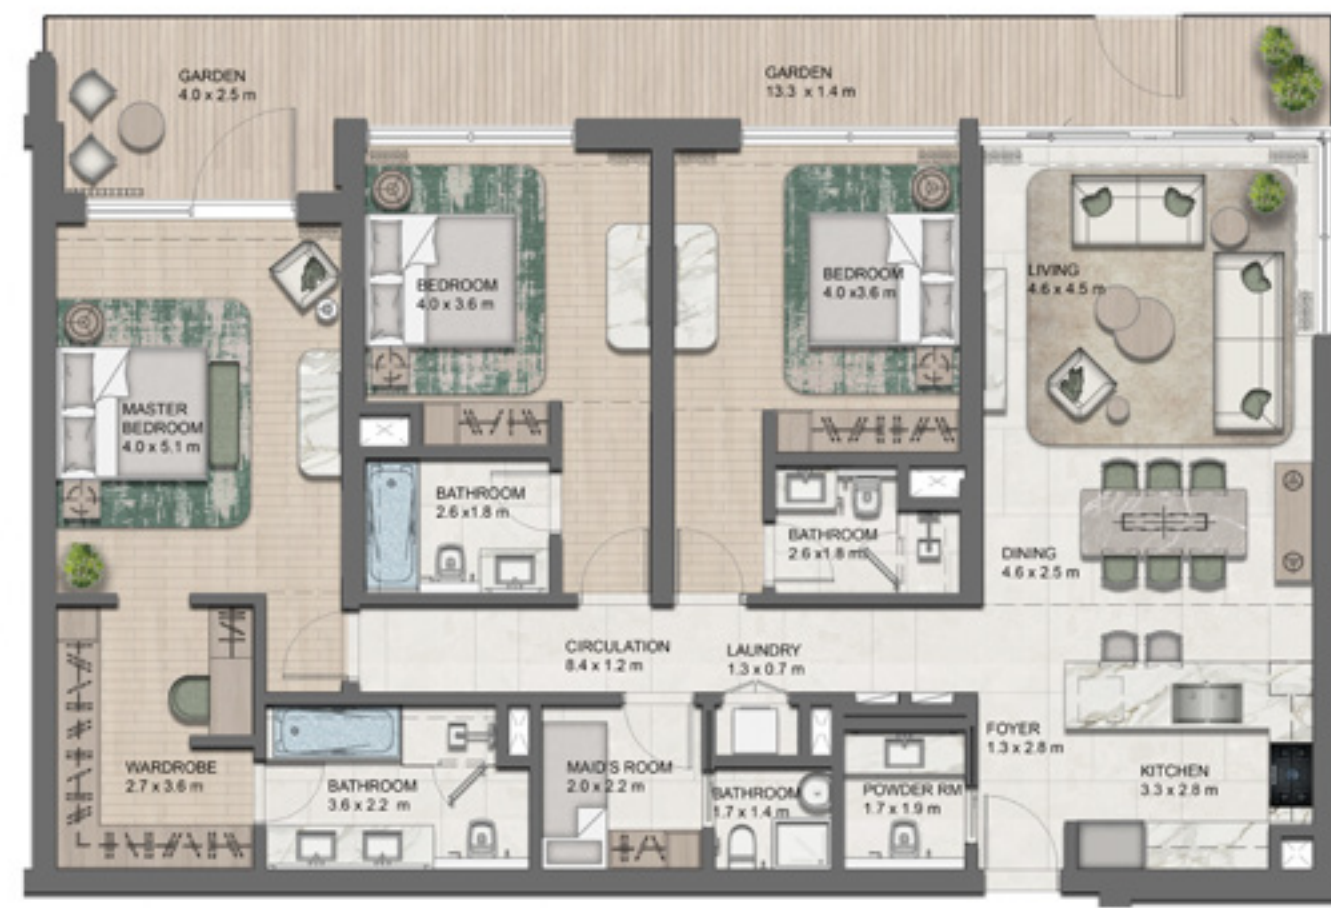 GARDEN
4.0 x 2.5 m
GARDEN
13.3 x 1.4 m
BEDROOM
4.0 x 3.6 m
BEDROOM
4.0 x3.6 m
LIVING
4.6 x 4.5 m
MASTER
BEDROOM
4.0 x 5.1 m
BATHROOM
2.6 x1.8 m
BATHROOM
2.6 x1.8 m
DINING
4.6 x 2.5 m
CIRCULATION
8.4 x 1.2 m
LAUNDRY
1.3 x 0.7 m
FOYER
1.3 x 2.8 m
WARDROBE
2.7 x 3.6 m
BATHROOM
3.6 x 2.2 m
MAID'S ROOM
2.0 x 2.2 m
BATHROOM
1.7 x 1.4 m
POWDER RM
1.7 x 1.9 m
KITCHEN
3.3 x 2.8 m